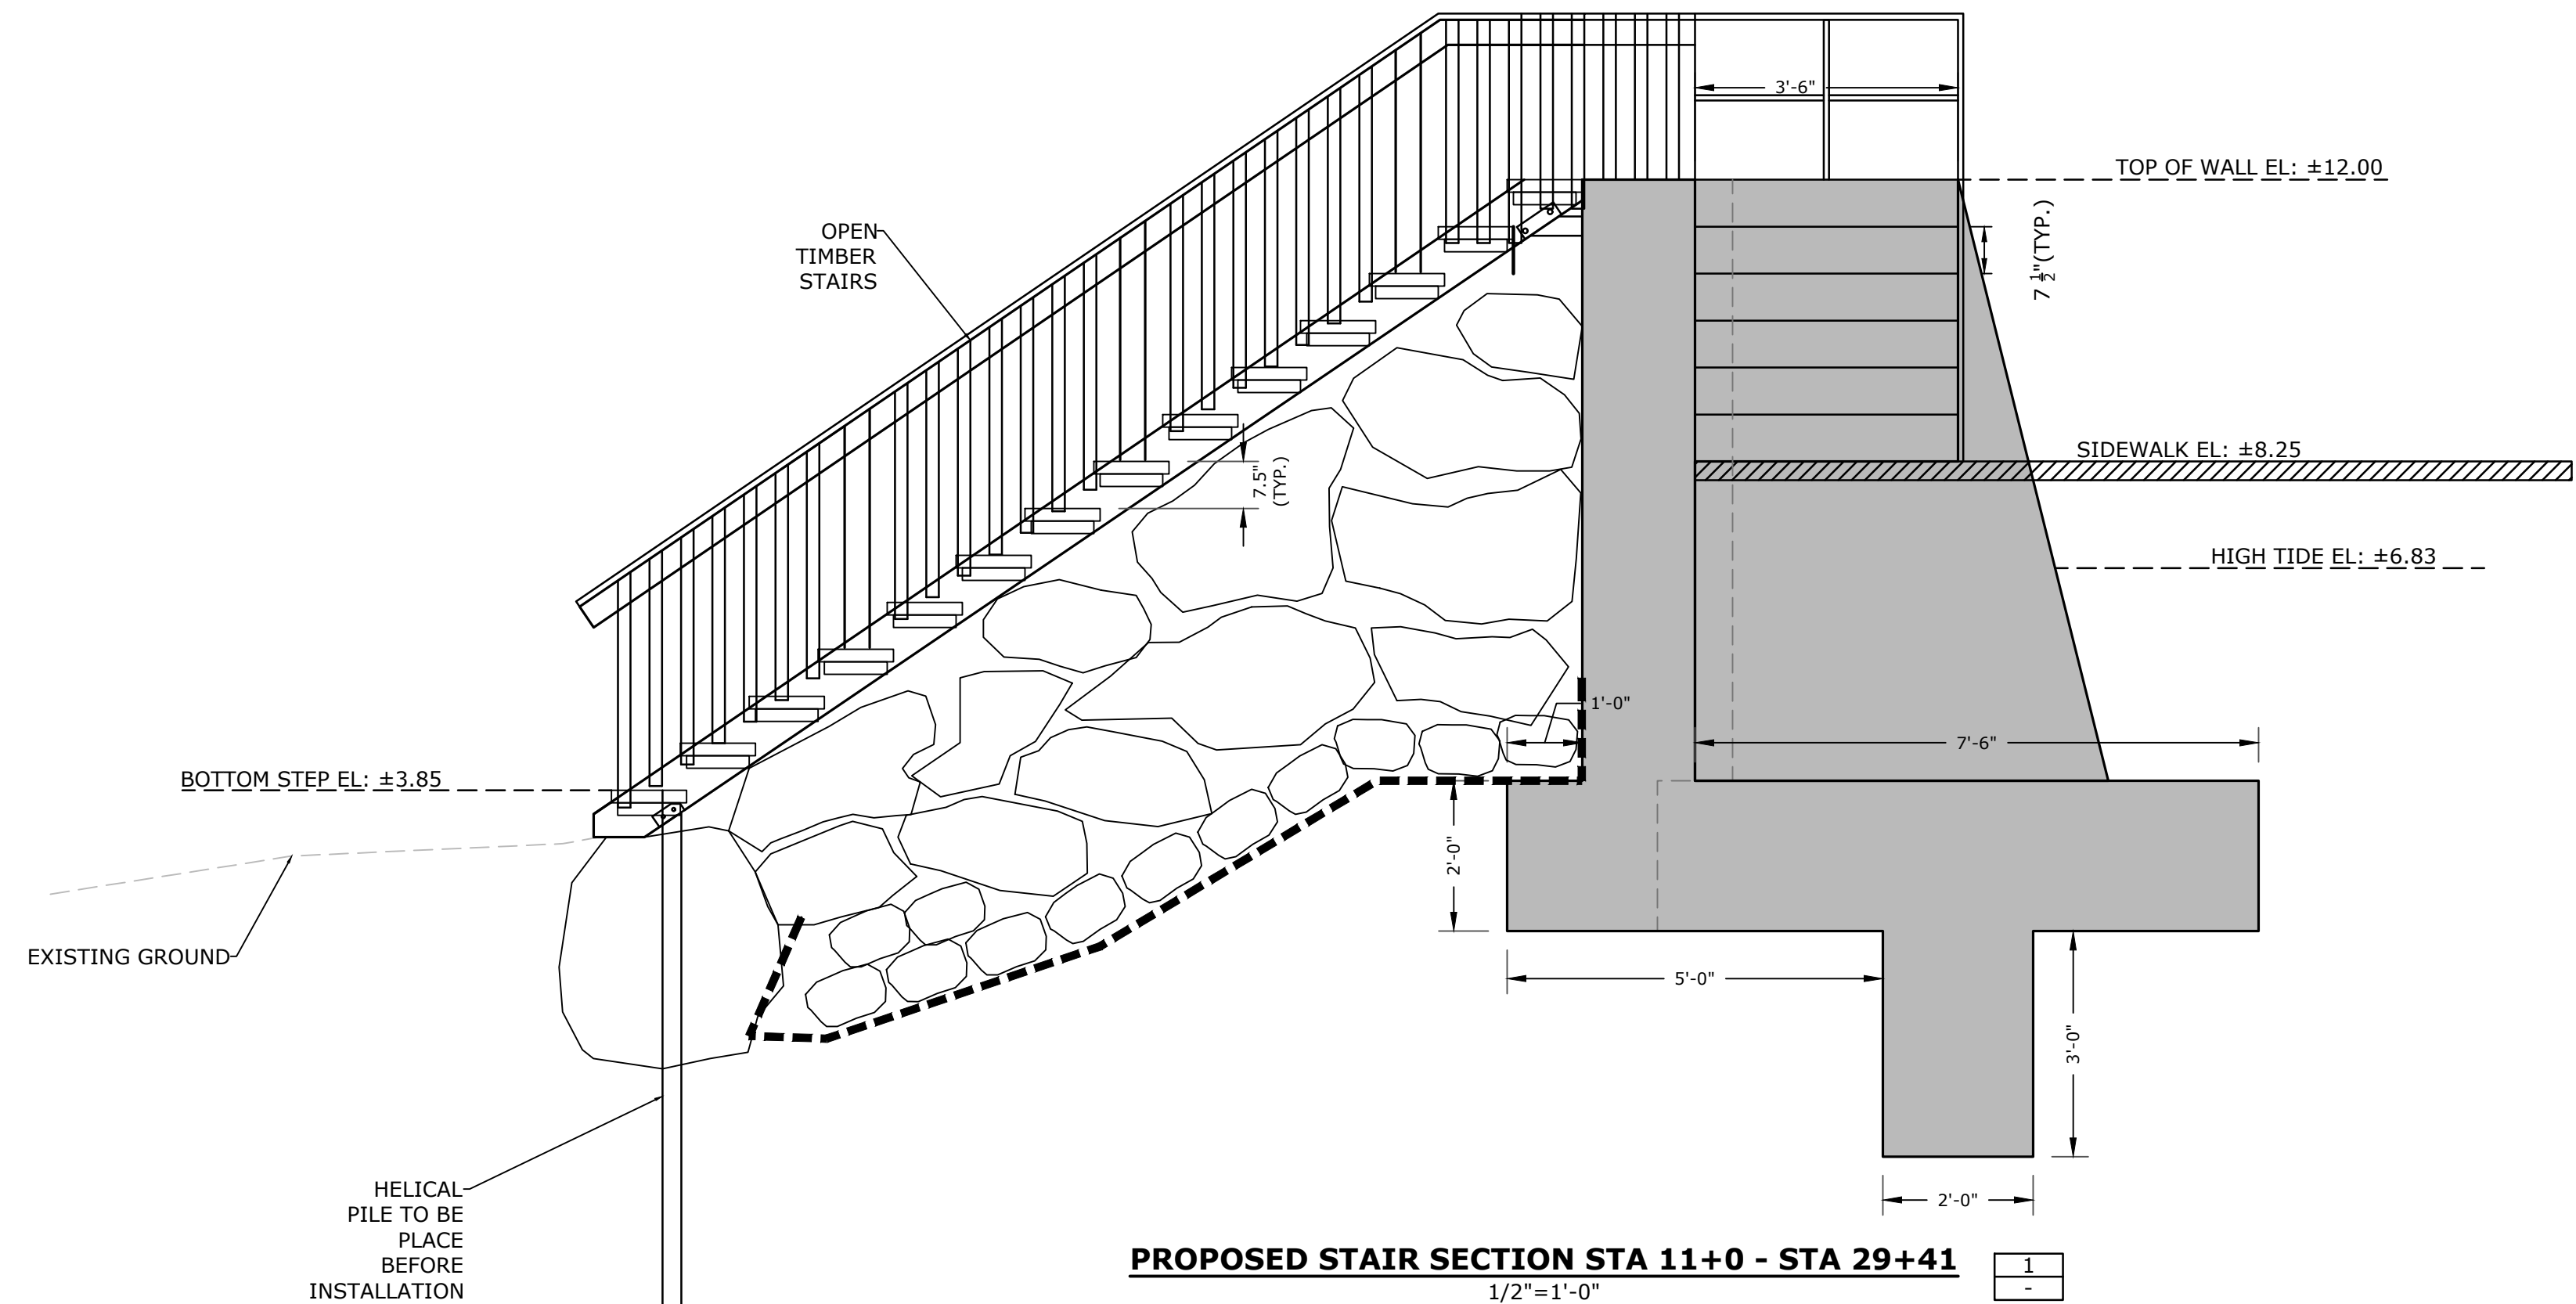 3'-6"
TOP OF WALL EL: ±12.00
OPEN
TIMBER
STAIRS
7 1/2"(TYP.)
SIDEWALK EL: ±8.25
7.5"
(TYP.)
HIGH TIDE EL: ±6.83
1'-0"
7'-6"
BOTTOM STEP EL: ±3.85
2'-0"
EXISTING GROUND
5'-0"
3'-0"
HELICAL
PILE TO BE
PLACE
BEFORE
INSTALLATION
2'-0"
PROPOSED STAIR SECTION STA 11+0 - STA 29+41
1/2"=1'-0"
1
-